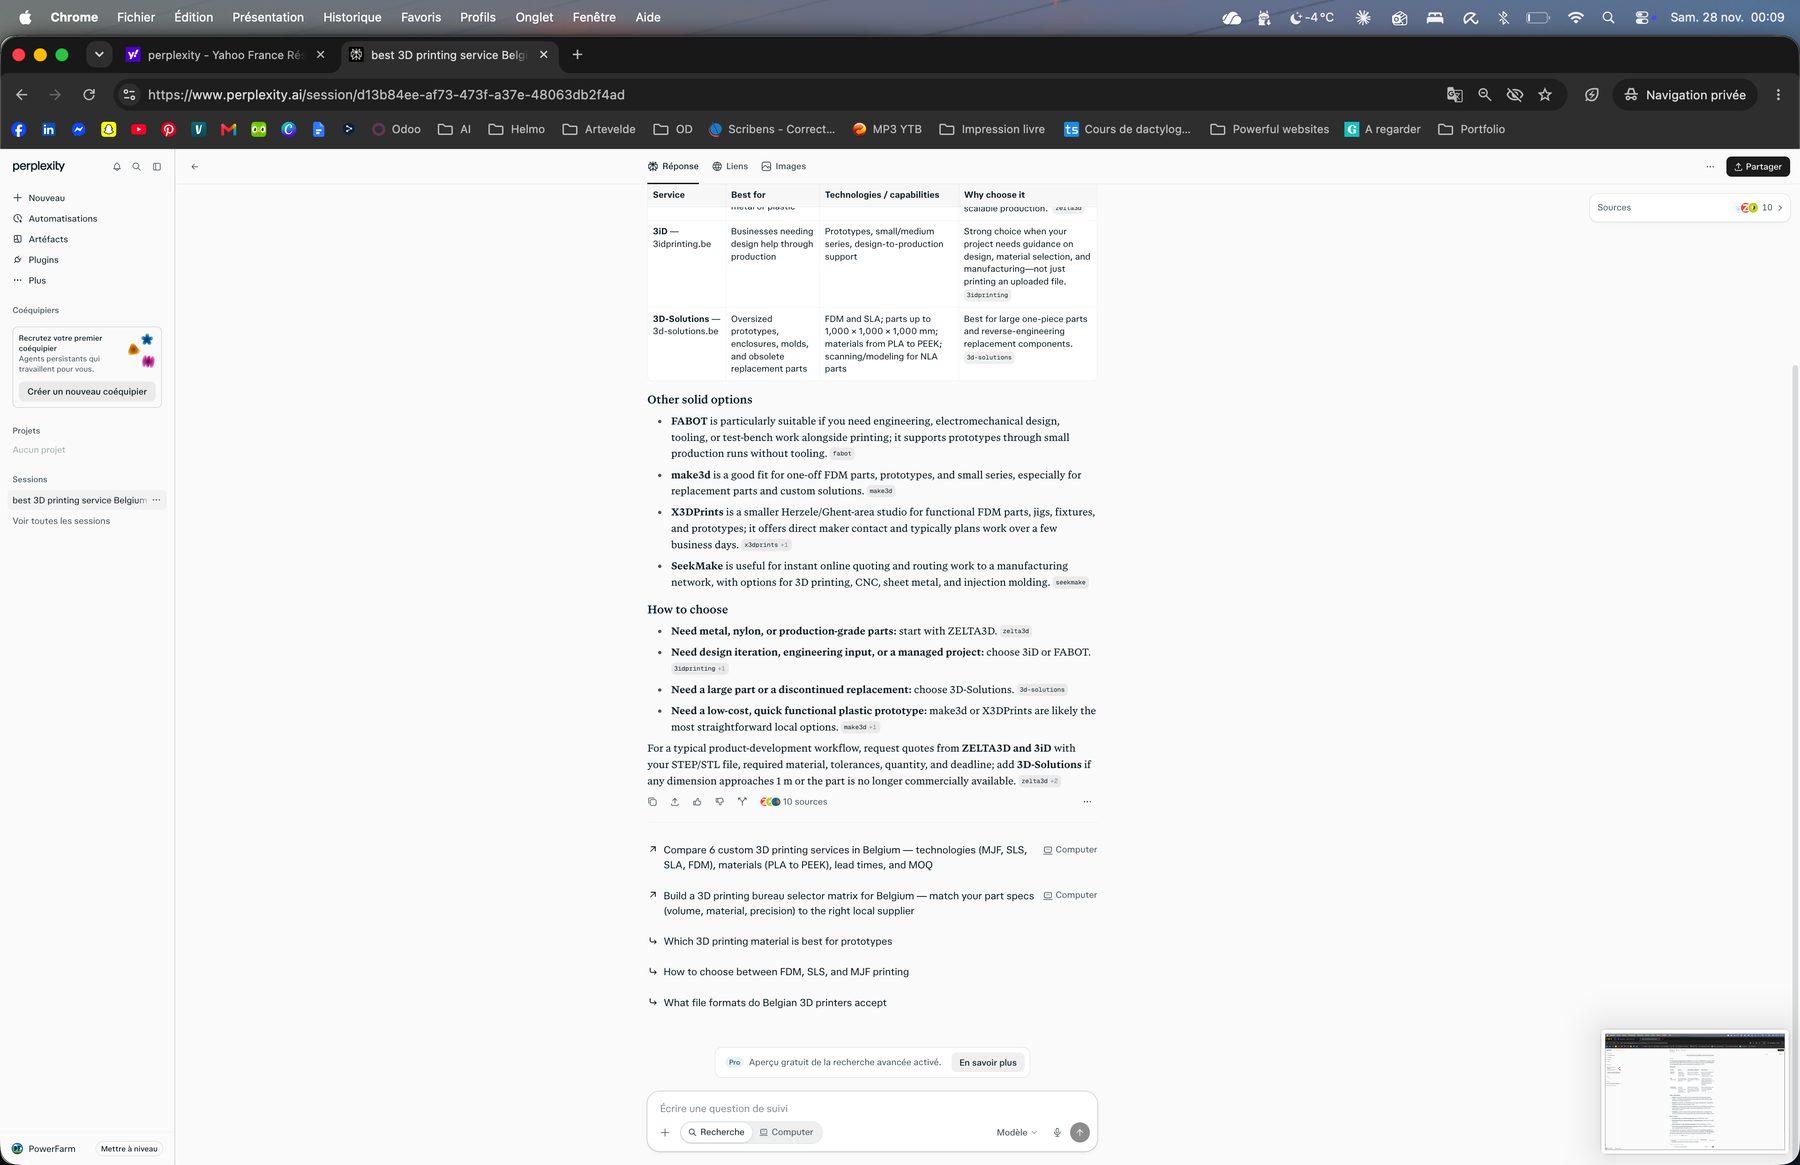 Chrome Fichier Édition Présentation Historique Favoris Profils Onglet Fenêtre Aide -4°C Sam. 28 nov. 00:09
perplexity - Yahoo France Ré
best 3D printing service Belgi
https://www.perplexity.ai/session/d13b84ee-af73-473f-a37e-48063db2f4ad
Navigation privée
Odoo AI Helmo Artevelde OD Scribens - Correct... MP3 YTB Impression livre Cours de dactylog... Powerful websites A regarder Portfolio
perplexity
Nouveau
Automatisations
Artéfacts
Plugins
Plus
Coéquipiers
Recrutez votre premier
coéquipier
Agents persistants qui
travaillent pour vous.
Créer un nouveau coéquipier
Projets
Aucun projet
Sessions
best 3D printing service Belgium
Voir toutes les sessions
PowerFarm Mettre à niveau
Réponse Liens Images
Partager
Sources 10
Service Best for Technologies / capabilities Why choose it
metal or plastic
scalable production. zelta3d
3iD —
3idprinting.be
Businesses needing
design help through
production
Prototypes, small/medium
series, design-to-production
support
Strong choice when your
project needs guidance on
design, material selection, and
manufacturing—not just
printing an uploaded file.
3idprinting
3D-Solutions —
3d-solutions.be
Oversized
prototypes,
enclosures, molds,
and obsolete
replacement parts
FDM and SLA; parts up to
1,000 × 1,000 × 1,000 mm;
materials from PLA to PEEK;
scanning/modeling for NLA
parts
Best for large one-piece parts
and reverse-engineering
replacement components.
3d-solutions
Other solid options
FABOT is particularly suitable if you need engineering, electromechanical design,
tooling, or test-bench work alongside printing; it supports prototypes through small
production runs without tooling. fabot
make3d is a good fit for one-off FDM parts, prototypes, and small series, especially for
replacement parts and custom solutions. make3d
X3DPrints is a smaller Herzele/Ghent-area studio for functional FDM parts, jigs, fixtures,
and prototypes; it offers direct maker contact and typically plans work over a few
business days. x3dprints +1
SeekMake is useful for instant online quoting and routing work to a manufacturing
network, with options for 3D printing, CNC, sheet metal, and injection molding. seekmake
How to choose
Need metal, nylon, or production-grade parts: start with ZELTA3D. zelta3d
Need design iteration, engineering input, or a managed project: choose 3iD or FABOT.
3idprinting +1
Need a large part or a discontinued replacement: choose 3D-Solutions. 3d-solutions
Need a low-cost, quick functional plastic prototype: make3d or X3DPrints are likely the
most straightforward local options. make3d +1
For a typical product-development workflow, request quotes from ZELTA3D and 3iD with
your STEP/STL file, required material, tolerances, quantity, and deadline; add 3D-Solutions if
any dimension approaches 1 m or the part is no longer commercially available. zelta3d +2
10 sources
Compare 6 custom 3D printing services in Belgium — technologies (MJF, SLS,
SLA, FDM), materials (PLA to PEEK), lead times, and MOQ
Computer
Build a 3D printing bureau selector matrix for Belgium — match your part specs
(volume, material, precision) to the right local supplier
Computer
Which 3D printing material is best for prototypes
How to choose between FDM, SLS, and MJF printing
What file formats do Belgian 3D printers accept
Pro Aperçu gratuit de la recherche avancée activé. En savoir plus
Écrire une question de suivi
Recherche Computer Modèle